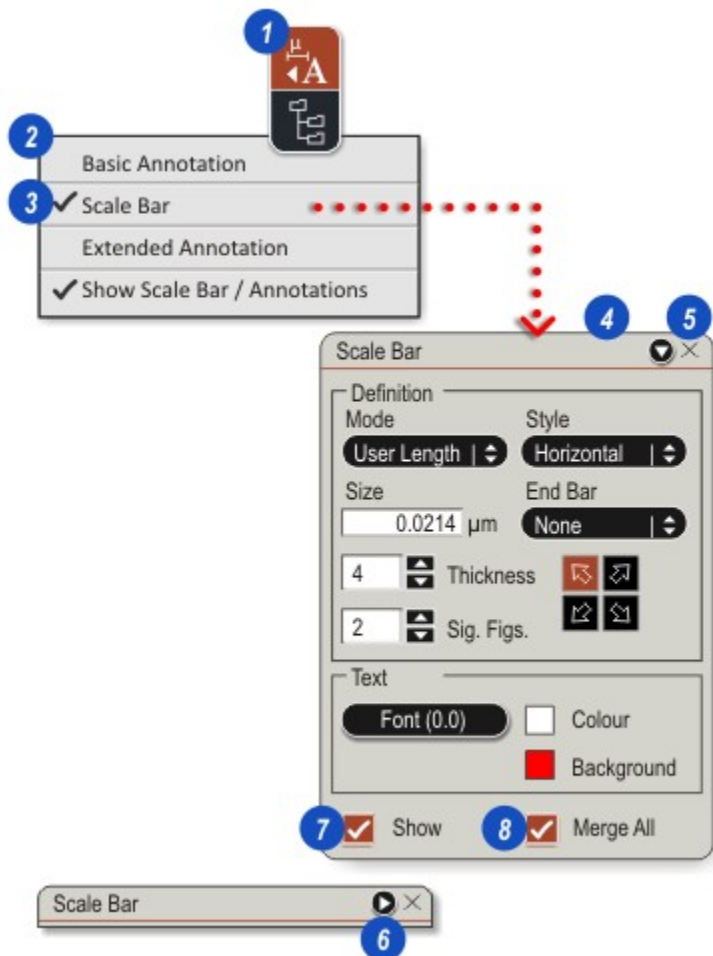 1
µ
A
2
Basic Annotation
3
Scale Bar
Extended Annotation
Show Scale Bar / Annotations
4 5
Scale Bar
Definition
Mode Style
User Length Horizontal
Size End Bar
0.0214 µm None
4 Thickness
2 Sig. Figs.
Text
Font (0.0) Colour
Background
7 Show 8 Merge All
Scale Bar
6